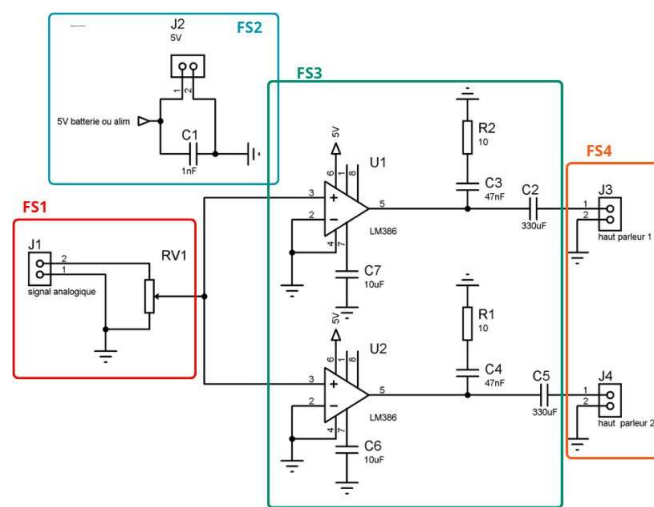 FS2
J2
5V
1
2
5V batterie ou alim
C1
1nF
FS1
J1
2
1
signal analogique
RV1
FS3
5V
6
1
8
U1
3
2
5
LM386
4
7
C7
10uF
R2
10
C3
47nF
C2
330uF
5V
6
1
8
U2
3
2
5
LM386
4
7
C6
10uF
R1
10
C4
47nF
C5
330uF
FS4
J3
1
2
haut parleur 1
J4
1
2
haut parleur 2